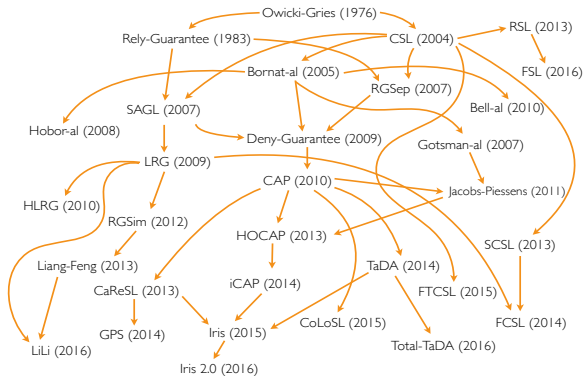 Owicki-Gries (1976)
RSL (2013)
Rely-Guarantee (1983)
CSL (2004)
FSL (2016)
Bornat-al (2005)
RGSep (2007)
SAGL (2007)
Bell-al (2010)
Hobor-al (2008)
Deny-Guarantee (2009)
Gotsman-al (2007)
LRG (2009)
CAP (2010)
Jacobs-Piessens (2011)
HLRG (2010)
RGSim (2012)
HOCAP (2013)
SCSL (2013)
Liang-Feng (2013)
TaDA (2014)
CaReSL (2013)
iCAP (2014)
FTCSL (2015)
GPS (2014)
Iris (2015)
CoLoSL (2015)
FCSL (2014)
LiLi (2016)
Total-TaDA (2016)
Iris 2.0 (2016)